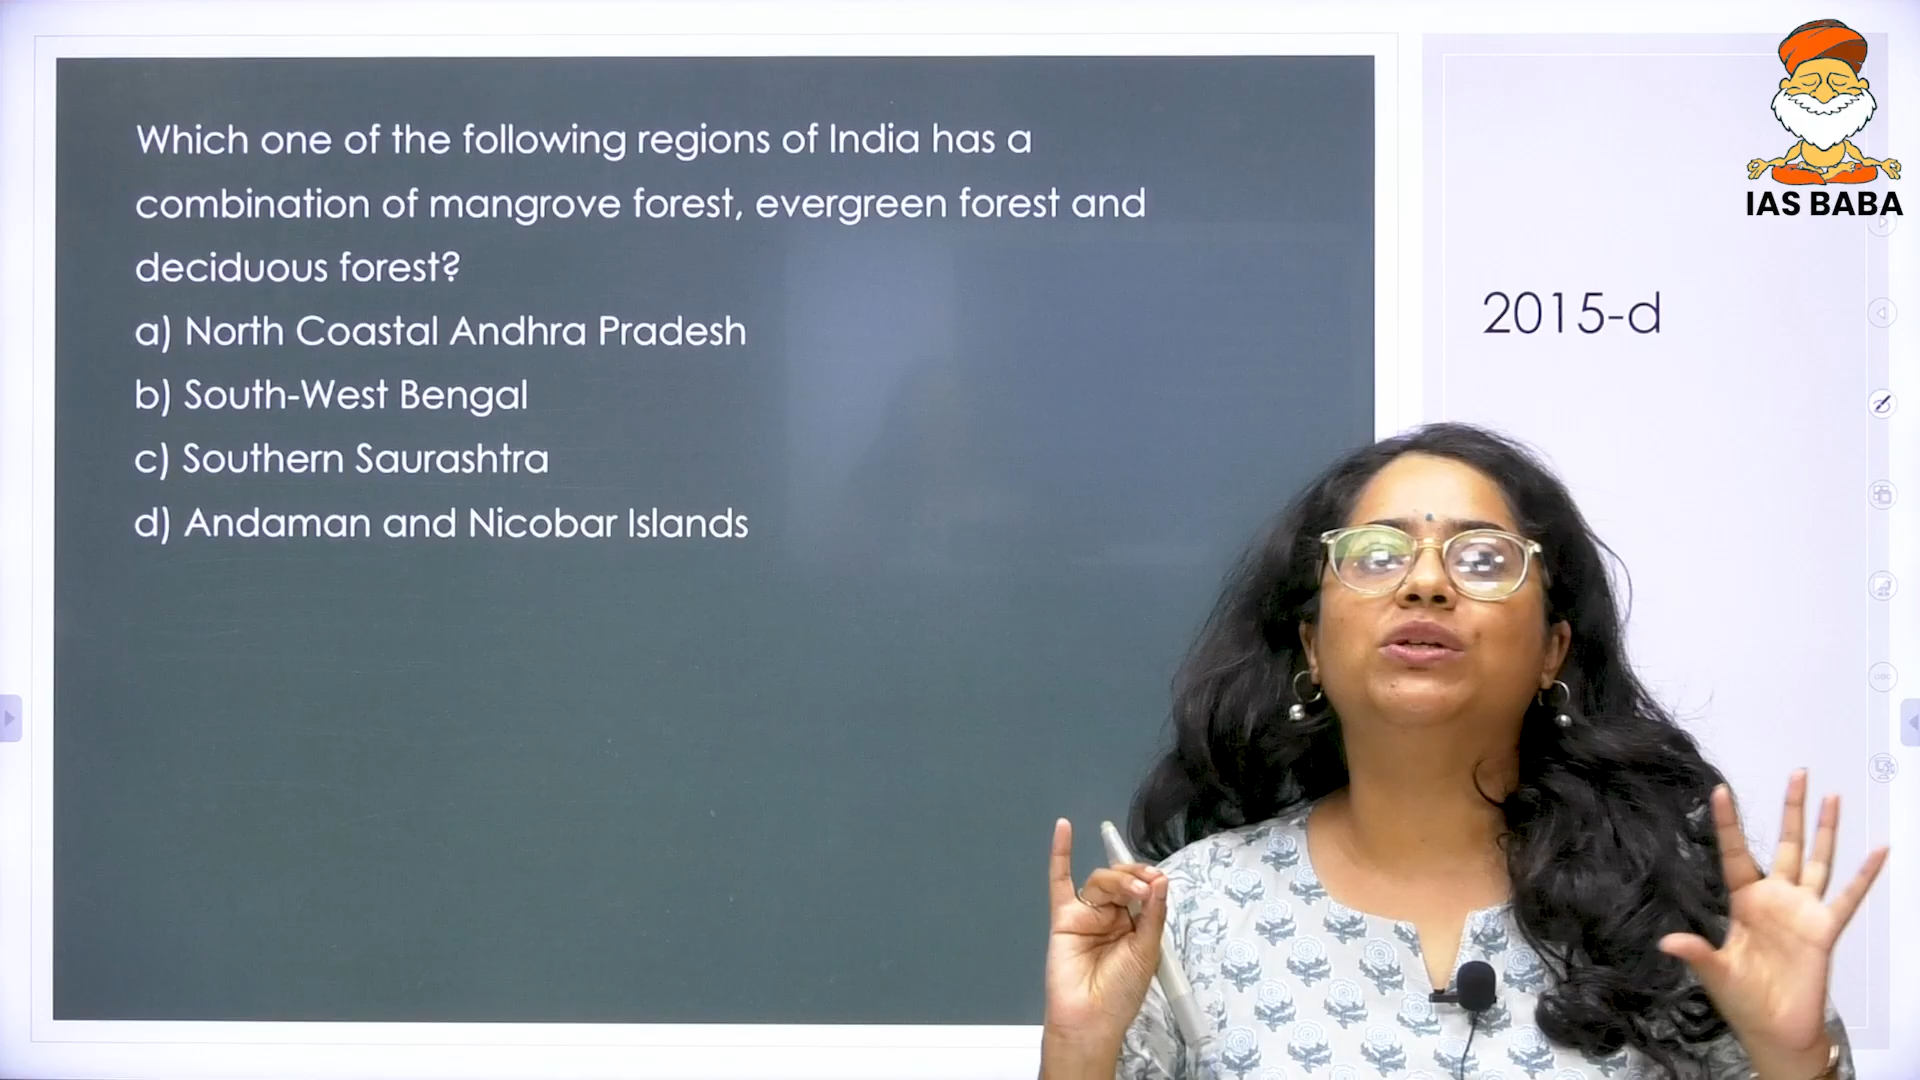 Which one of the following regions of India has a
combination of mangrove forest, evergreen forest and
deciduous forest?
a) North Coastal Andhra Pradesh
b) South-West Bengal
c) Southern Saurashtra
d) Andaman and Nicobar Islands
2015-d
IAS BABA